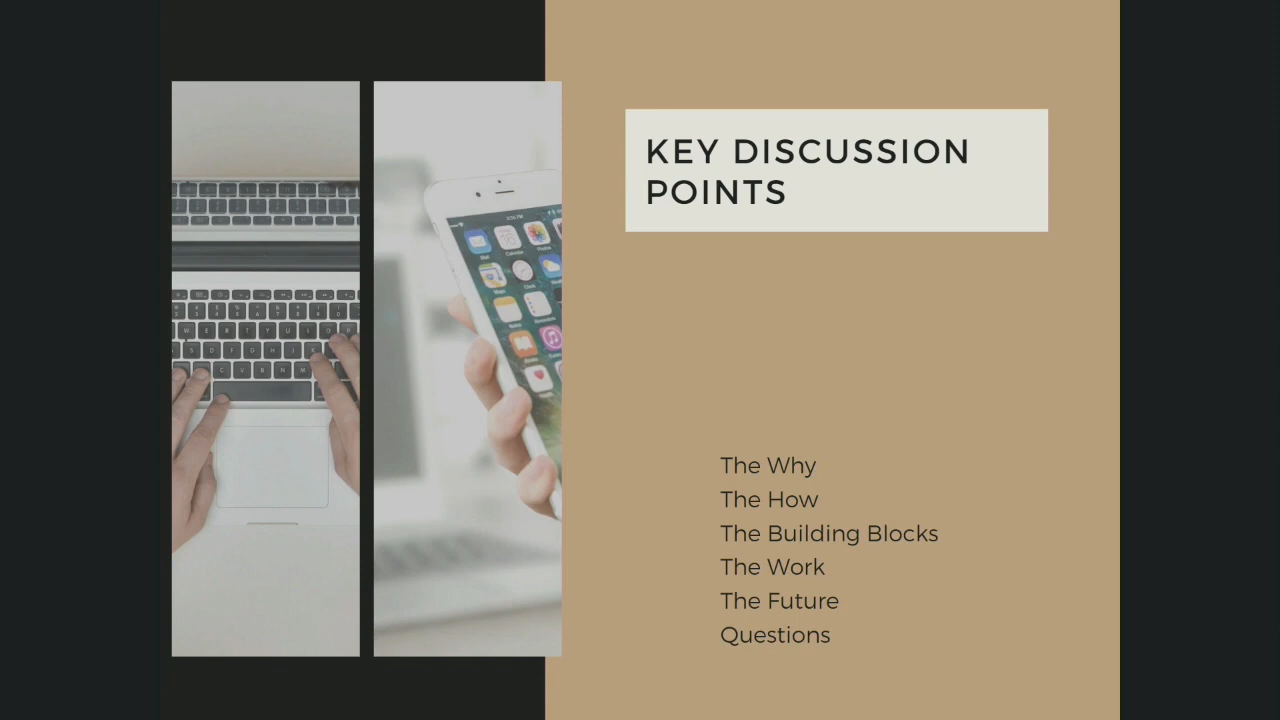 KEY DISCUSSION
POINTS
The Why
The How
The Building Blocks
The Work
The Future
Questions